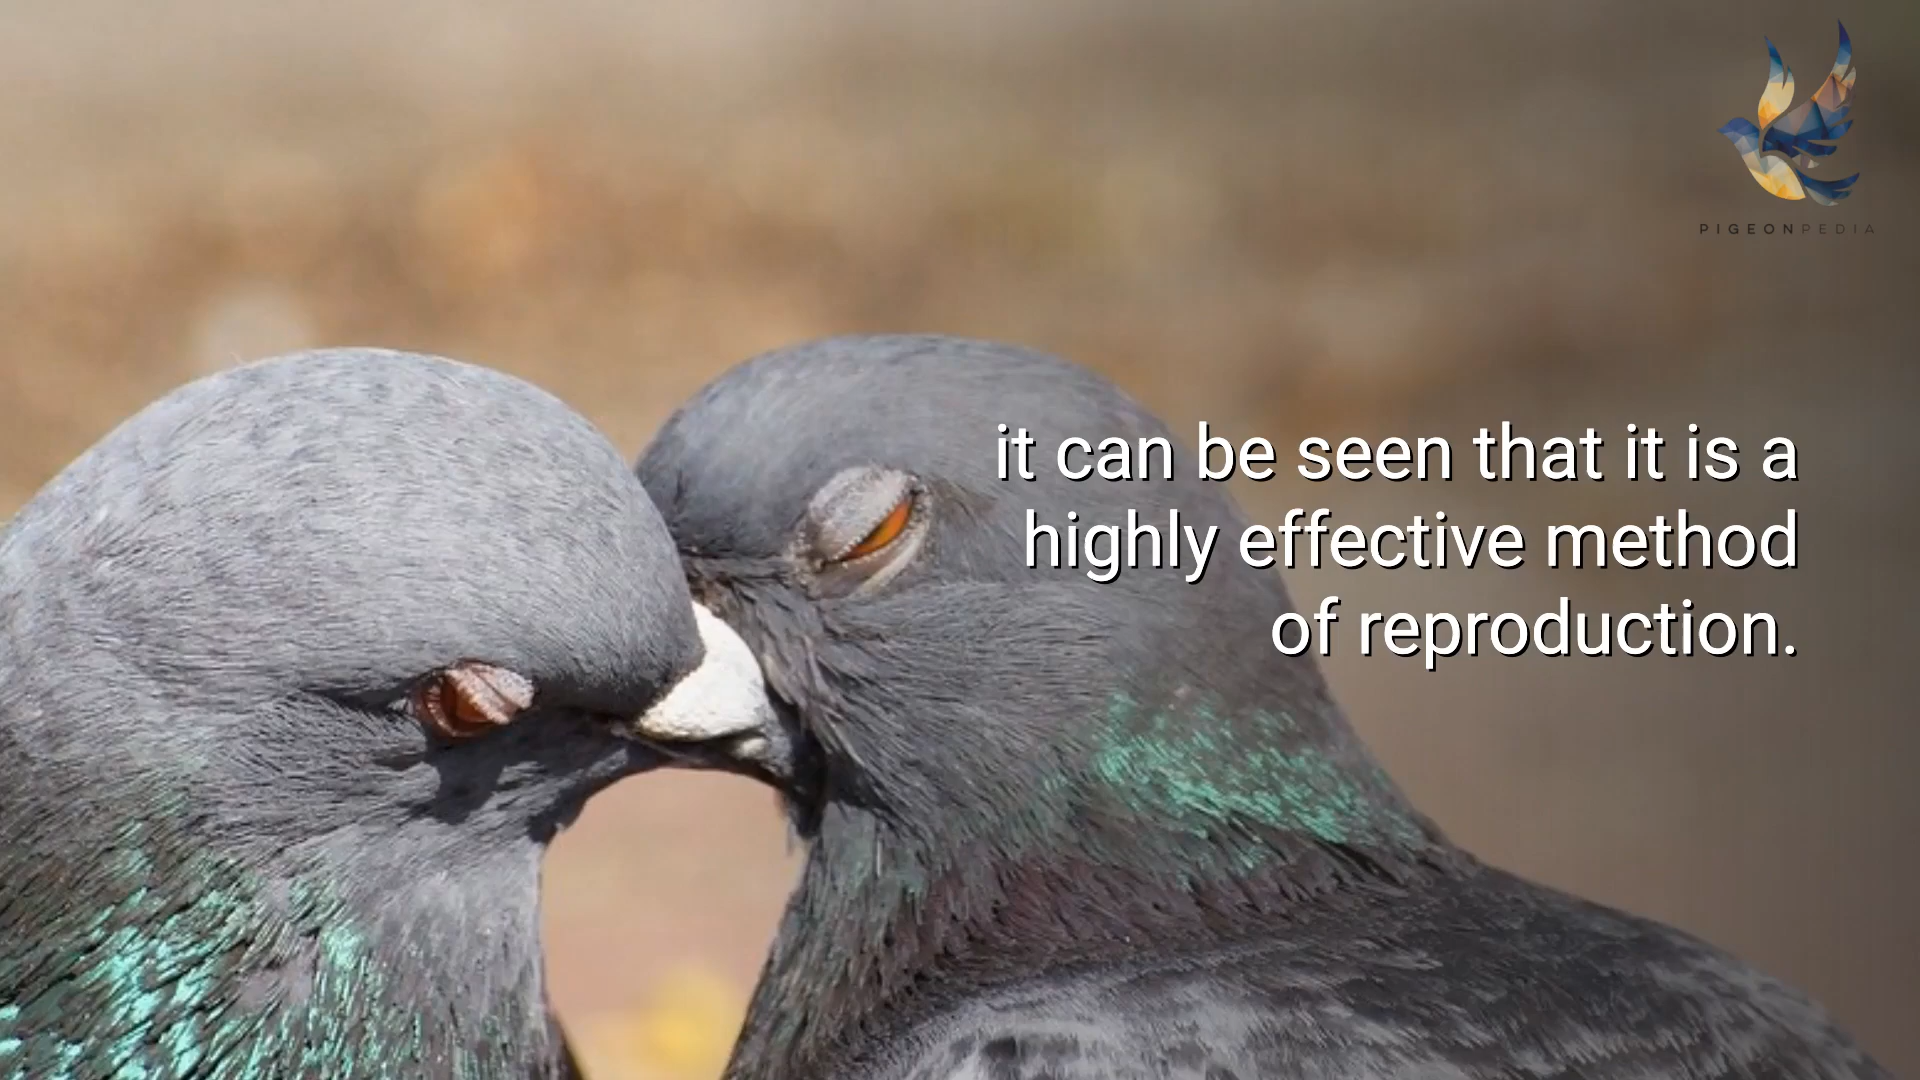 PIGEONPEDIA
it can be seen that it is a
highly effective method
of reproduction.